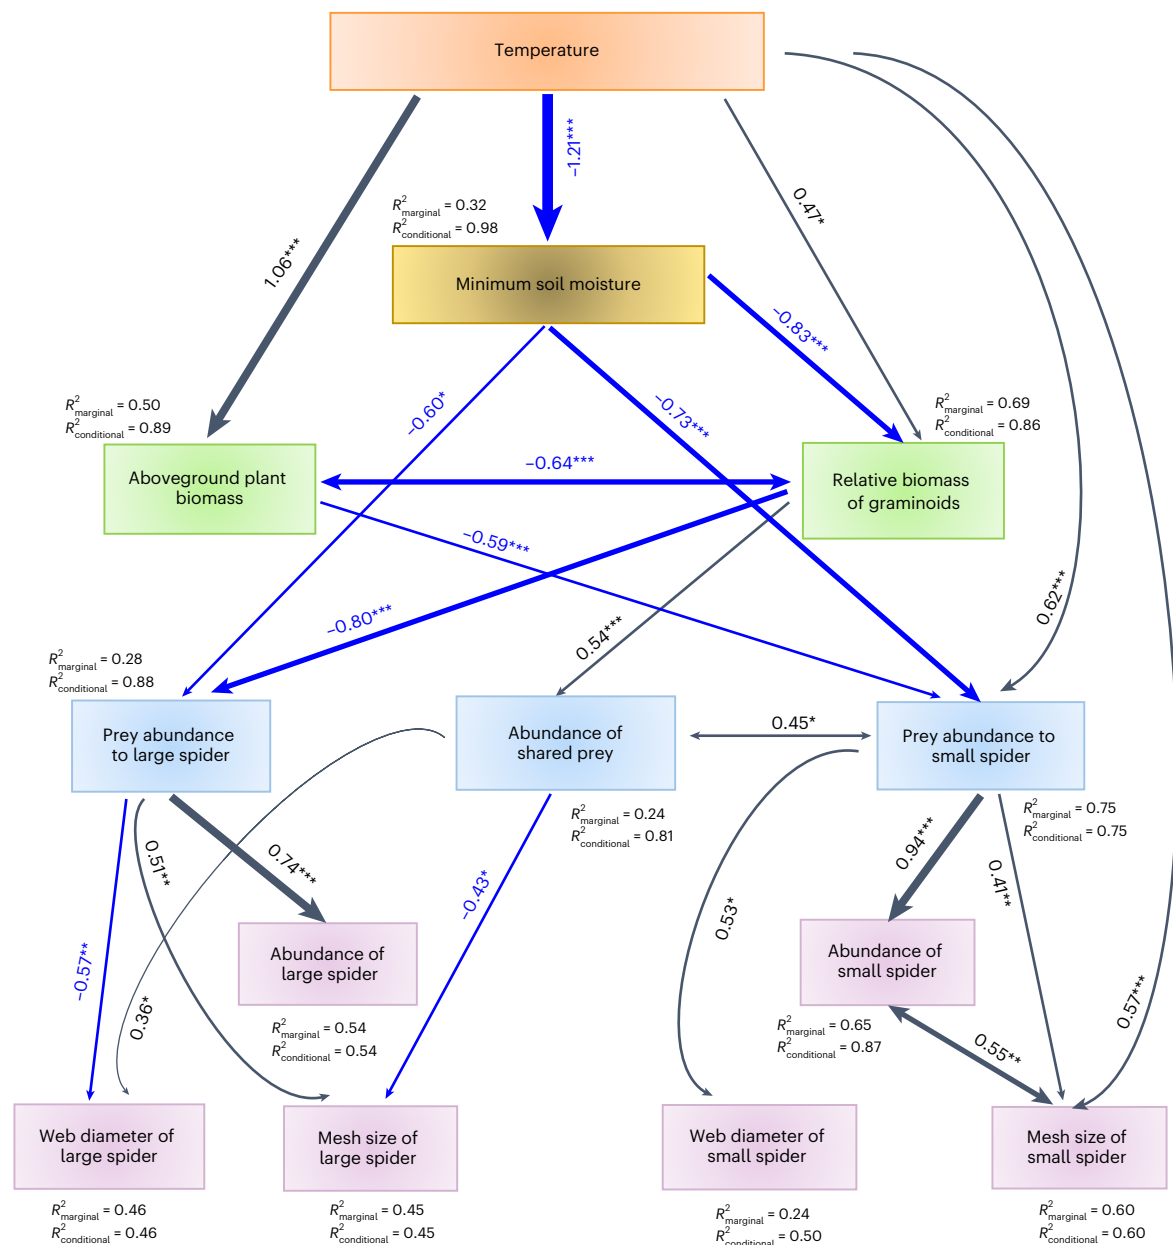 Temperature
−1.21***
R²marginal = 0.32
R²conditional = 0.98
0.47*
1.06***
Minimum soil moisture
−0.83***
−0.60*
−0.73***
R²marginal = 0.50
R²conditional = 0.89
R²marginal = 0.69
R²conditional = 0.86
Aboveground plant
biomass
−0.64***
Relative biomass
of graminoids
−0.59***
0.62***
−0.80***
0.54***
R²marginal = 0.28
R²conditional = 0.88
Prey abundance
to large spider
Abundance of
shared prey
0.45*
Prey abundance to
small spider
R²marginal = 0.24
R²conditional = 0.81
R²marginal = 0.75
R²conditional = 0.75
0.51**
0.74***
−0.43*
0.94***
0.41**
0.53*
−0.57**
0.36*
Abundance of
large spider
Abundance of
small spider
0.57***
R²marginal = 0.54
R²conditional = 0.54
R²marginal = 0.65
R²conditional = 0.87
0.55**
Web diameter of
large spider
Mesh size of
large spider
Web diameter of
small spider
Mesh size of
small spider
R²marginal = 0.46
R²conditional = 0.46
R²marginal = 0.45
R²conditional = 0.45
R²marginal = 0.24
R²conditional = 0.50
R²marginal = 0.60
R²conditional = 0.60